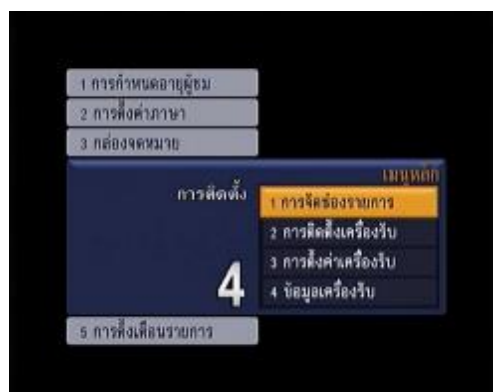 1 การกำหนดอายุผู้ชม
2 การตั้งค่าภาษา
3 กล่องจดหมาย
เมนูหลัก
การติดตั้ง
4
1 การจัดช่องรายการ
2 การติดตั้งเครื่องรับ
3 การตั้งค่าเครื่องรับ
4 ข้อมูลเครื่องรับ
5 การตั้งเตือนรายการ